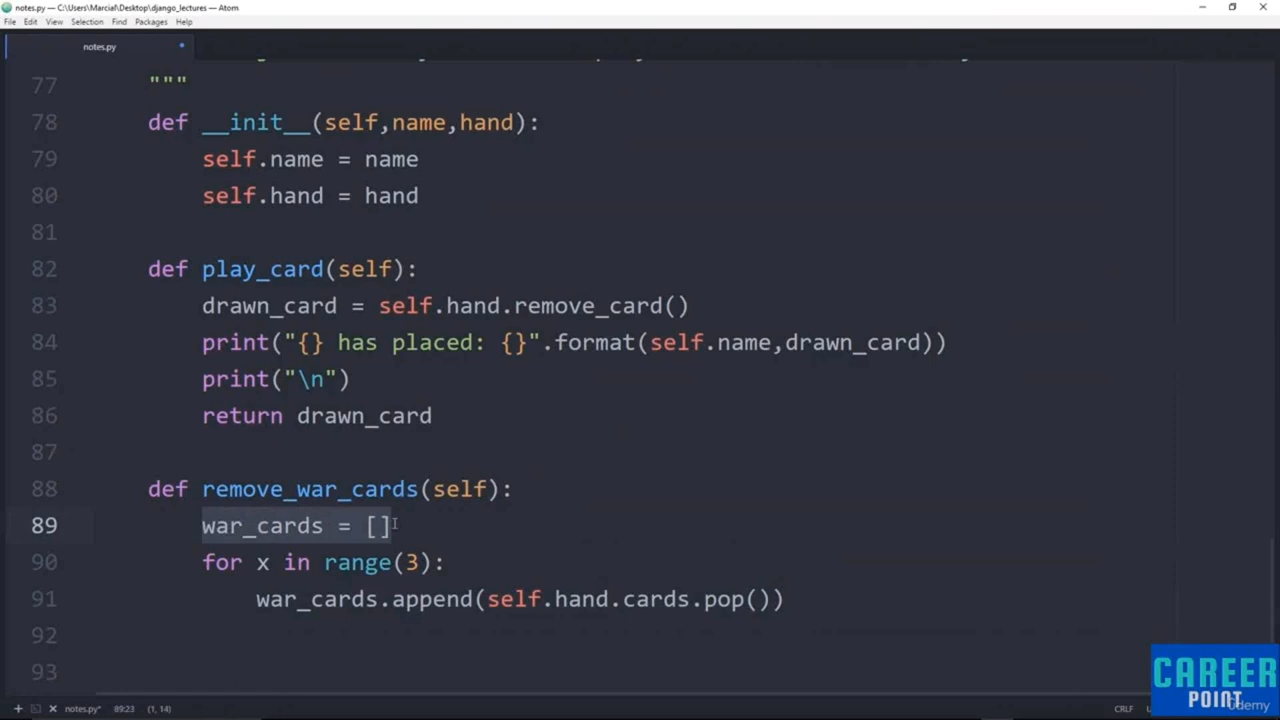 notes.py — C:\Users\Marcial\Desktop\django_lectures — Atom
File Edit View Selection Find Packages Help
notes.py
77 """
78 def __init__(self,name,hand):
79 self.name = name
80 self.hand = hand
81
82 def play_card(self):
83 drawn_card = self.hand.remove_card()
84 print("{} has placed: {}".format(self.name,drawn_card))
85 print("\n")
86 return drawn_card
87
88 def remove_war_cards(self):
89 war_cards = []
90 for x in range(3):
91 war_cards.append(self.hand.cards.pop())
92
93
CAREER
POINT
Udemy
notes.py* 89:23 (1, 14) CRLF